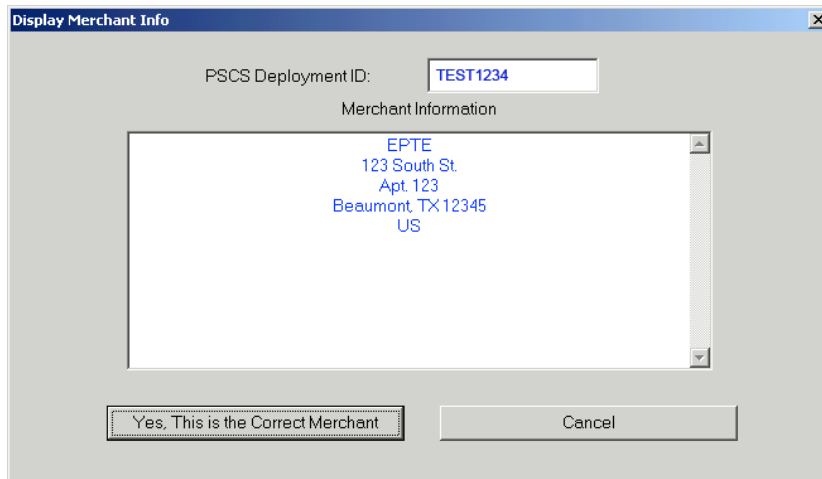 Display Merchant Info
PSCS Deployment ID: TEST1234
Merchant Information
EPTE
123 South St.
Apt. 123
Beaumont, TX 12345
US
Yes, This is the Correct Merchant Cancel